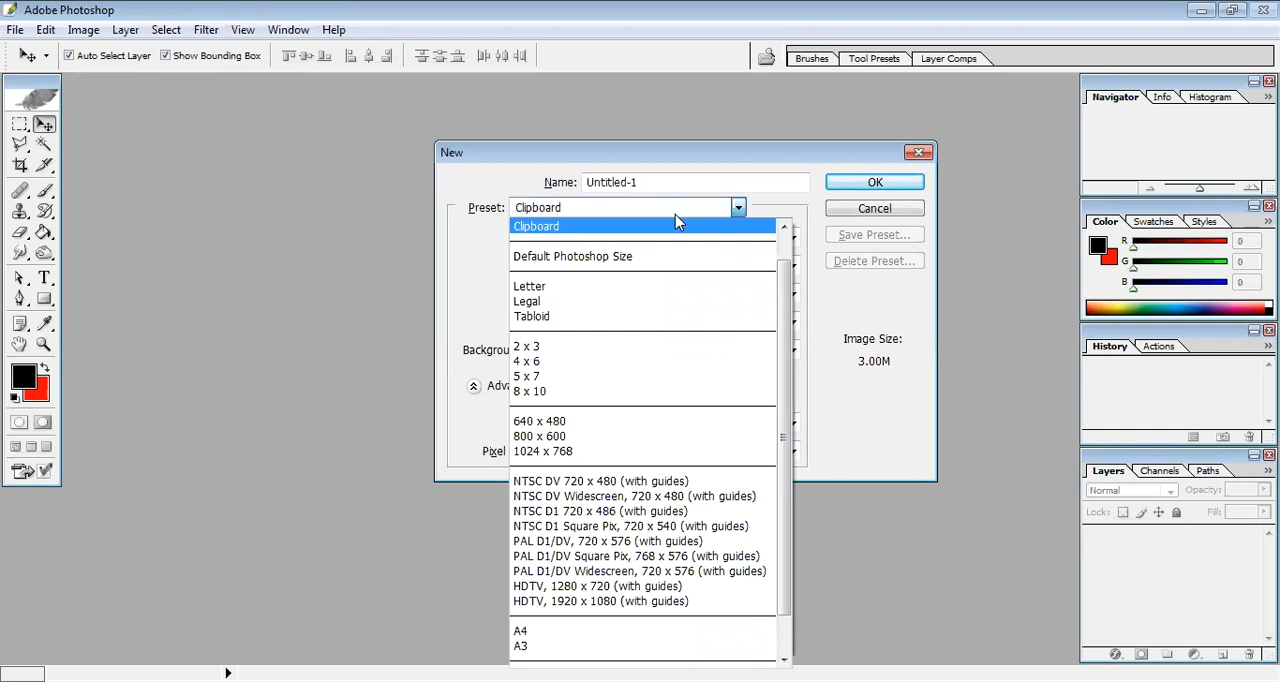 Adobe Photoshop
File Edit Image Layer Select Filter View Window Help
Auto Select Layer Show Bounding Box Brushes Tool Presets Layer Comps
Navigator Info Histogram
New
Name: Untitled-1 OK
Preset: Clipboard Cancel
Clipboard
Save Preset...
Default Photoshop Size Delete Preset...
Letter
Legal
Tabloid
Image Size:
2 x 3
Backgrou
4 x 6 3.00M
5 x 7
Adva
8 x 10
640 x 480
800 x 600
1024 x 768
Pixel
NTSC DV 720 x 480 (with guides)
NTSC DV Widescreen, 720 x 480 (with guides)
NTSC D1 720 x 486 (with guides)
NTSC D1 Square Pix, 720 x 540 (with guides)
PAL D1/DV, 720 x 576 (with guides)
PAL D1/DV Square Pix, 768 x 576 (with guides)
PAL D1/DV Widescreen, 720 x 576 (with guides)
HDTV, 1280 x 720 (with guides)
HDTV, 1920 x 1080 (with guides)
A4
A3
Color Swatches Styles
R 0
G 0
B 0
History Actions
Layers Channels Paths
Normal Opacity:
Lock: Fill:
T